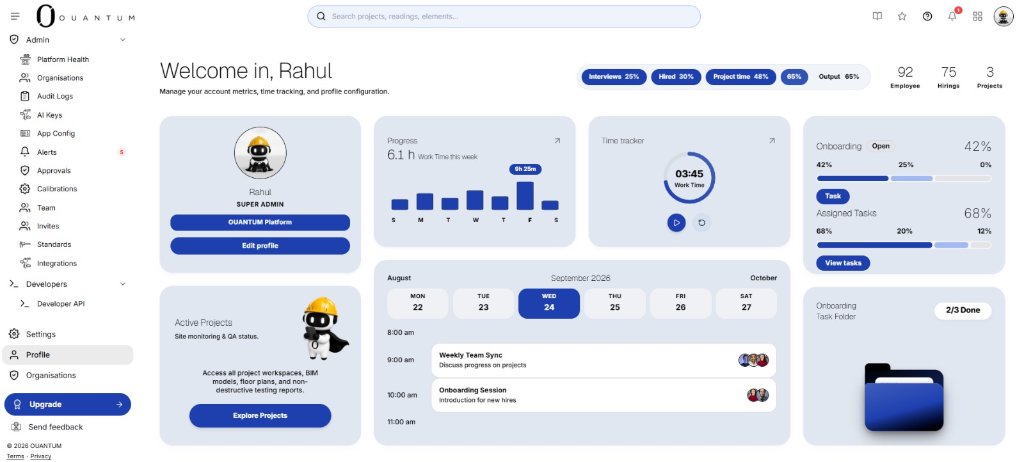 OUANTUM
Search projects, readings, elements...
1
Admin
Platform Health
Organisations
Audit Logs
AI Keys
App Config
Alerts 5
Approvals
Calibrations
Team
Invites
Standards
Integrations
Developers
Developer API
Settings
Profile
Organisations
Upgrade
Send feedback
© 2026 OUANTUM
Terms · Privacy
Welcome in, Rahul
Manage your account metrics, time tracking, and profile configuration.
Interviews 25% Hired 30% Project time 48% 65% Output 65%
92 75 3
Employee Hirings Projects
Rahul
SUPER ADMIN
OUANTUM Platform
Edit profile
Active Projects
Site monitoring & QA status.
Access all project workspaces, BIM
models, floor plans, and non-
destructive testing reports.
Explore Projects
Progress
6.1 h Work Time this week
6h 25m
S M T W T F S
Time tracker
03:45
Work Time
August September 2026 October
MON TUE WED THU FRI SAT
22 23 24 25 26 27
8:00 am
9:00 am
Weekly Team Sync
Discuss progress on projects
10:00 am
Onboarding Session
Introduction for new hires
11:00 am
Onboarding Open 42%
42% 25% 0%
Task
Assigned Tasks 68%
68% 20% 12%
View tasks
Onboarding
Task Folder
2/3 Done